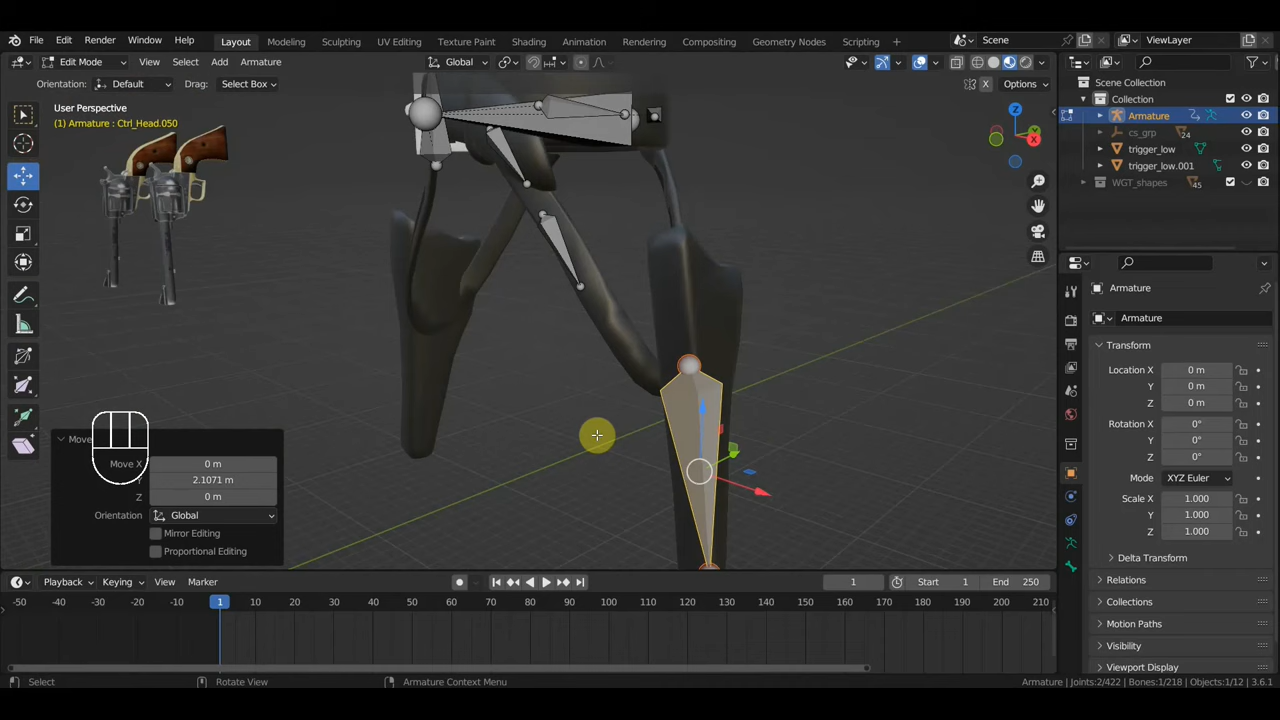 File Edit Render Window Help Layout Modeling Sculpting UV Editing Texture Paint Shading Animation Rendering Compositing Geometry Nodes Scripting + Scene ViewLayer
Edit Mode View Select Add Armature Global
Orientation: Default Drag: Select Box X Options
User Perspective
(1) Armature : Ctrl_Head.050
Z
R
Scene Collection
Collection
Armature
cs_grp 24
trigger_low
trigger_low.001
WGT_shapes 45
Armature
Armature
Transform
Location X 0 m
Y 0 m
Z 0 m
Rotation X 0°
Y 0°
Z 0°
Mode XYZ Euler
Scale X 1.000
Y 1.000
Z 1.000
Delta Transform
Relations
Collections
Motion Paths
Visibility
Viewport Display
Move
Move X 0 m
2.1071 m
Z 0 m
Orientation Global
Mirror Editing
Proportional Editing
Playback Keying View Marker 1 Start 1 End 250
-50 -40 -30 -20 -10 1 10 20 30 40 50 60 70 80 90 100 110 120 130 140 150 160 170 180 190 200 210
Select Rotate View Armature Context Menu Armature | Joints:2/422 | Bones:1/218 | Objects:1/12 | 3.6.1